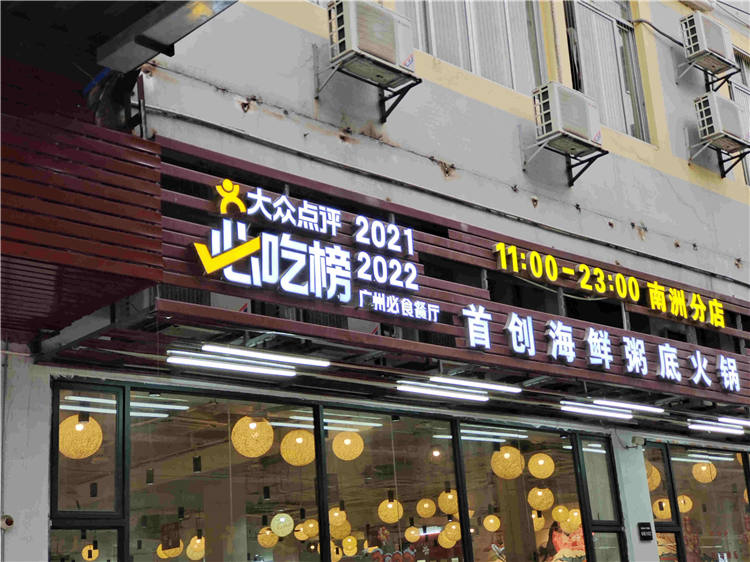 大众点评 2021
必吃榜 2022
广州必食餐厅
11:00-23:00 南洲分店
首创海鲜粥底火锅